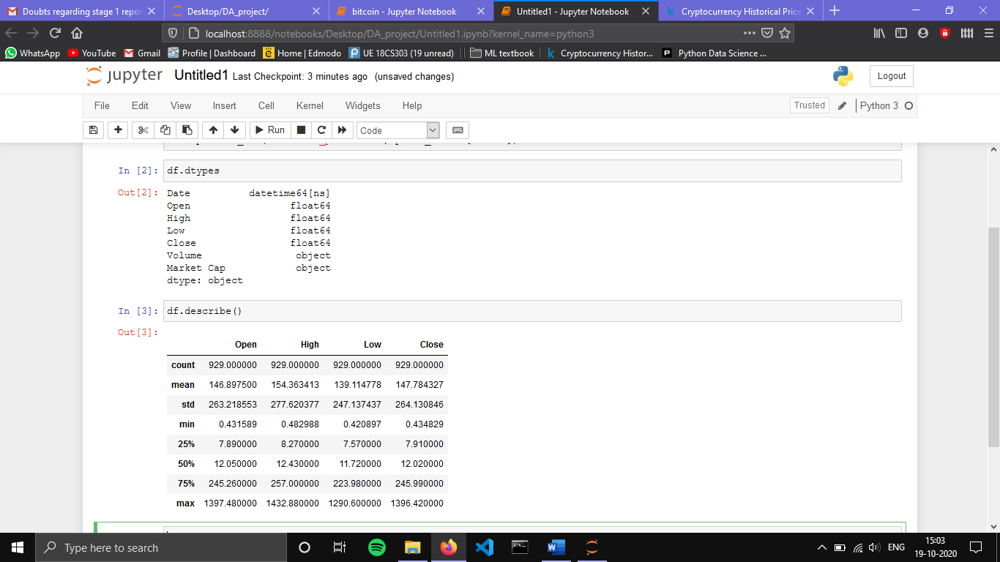 Doubts regarding stage 1 repor
Desktop/DA_project/
bitcoin - Jupyter Notebook
Untitled1 - Jupyter Notebook
Cryptocurrency Historical Price
localhost:8888/notebooks/Desktop/DA_project/Untitled1.ipynb?kernel_name=python3
WhatsApp YouTube Gmail Profile | Dashboard Home | Edmodo UE 18CS303 (19 unread) ML textbook Cryptocurrency Histor... Python Data Science ...
jupyter Untitled1 Last Checkpoint: 3 minutes ago (unsaved changes) Logout
File Edit View Insert Cell Kernel Widgets Help Trusted Python 3
Run Code
In [2]: df.dtypes
Out[2]: Date datetime64[ns]
Open float64
High float64
Low float64
Close float64
Volume object
Market Cap object
dtype: object
In [3]: df.describe()
Out[3]:
Open High Low Close
count 929.000000 929.000000 929.000000 929.000000
mean 146.897500 154.363413 139.114778 147.784327
std 263.218553 277.620377 247.137437 264.130846
min 0.431589 0.482988 0.420897 0.434829
25% 7.890000 8.270000 7.570000 7.910000
50% 12.050000 12.430000 11.720000 12.020000
75% 245.260000 257.000000 223.980000 245.990000
max 1397.480000 1432.880000 1290.600000 1396.420000
Type here to search
ENG
15:03
19-10-2020